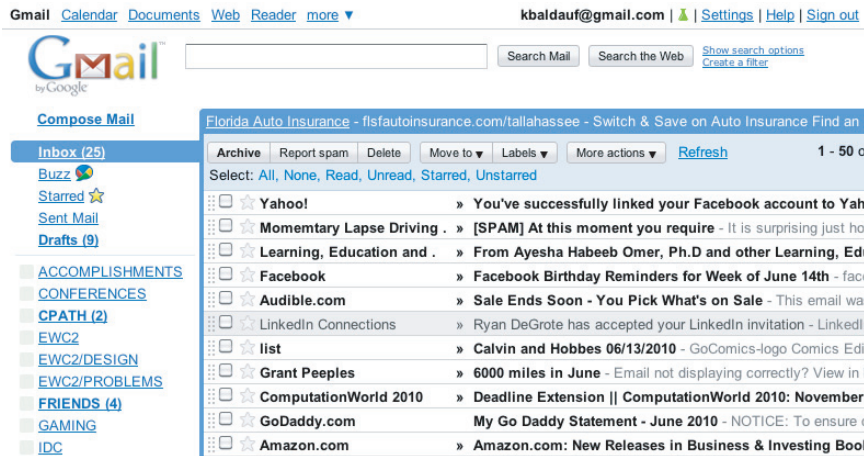 Gmail Calendar Documents Web Reader more ▼ kbaldauf@gmail.com | Settings | Help | Sign out
Gmail by Google
Search Mail Search the Web Show search options
Create a filter
Compose Mail
Florida Auto Insurance - flsfautoinsurance.com/tallahassee - Switch & Save on Auto Insurance Find an
Inbox (25)
Archive Report spam Delete Move to ▼ Labels ▼ More actions ▼ Refresh 1 - 50 o
Buzz
Select: All, None, Read, Unread, Starred, Unstarred
Starred
Sent Mail
Drafts (9)
ACCOMPLISHMENTS
CONFERENCES
CPATH (2)
EWC2
EWC2/DESIGN
EWC2/PROBLEMS
FRIENDS (4)
GAMING
IDC
Yahoo! » You've successfully linked your Facebook account to Yah
Momemtary Lapse Driving . » [SPAM] At this moment you require - It is surprising just ho
Learning, Education and . » From Ayesha Habeeb Omer, Ph.D and other Learning, Edu
Facebook » Facebook Birthday Reminders for Week of June 14th - face
Audible.com » Sale Ends Soon - You Pick What's on Sale - This email wa
LinkedIn Connections » Ryan DeGrote has accepted your LinkedIn invitation - LinkedI
list » Calvin and Hobbes 06/13/2010 - GoComics-logo Comics Edi
Grant Peeples » 6000 miles in June - Email not displaying correctly? View in
ComputationWorld 2010 » Deadline Extension || ComputationWorld 2010: November
GoDaddy.com My Go Daddy Statement - June 2010 - NOTICE: To ensure
Amazon.com » Amazon.com: New Releases in Business & Investing Boo